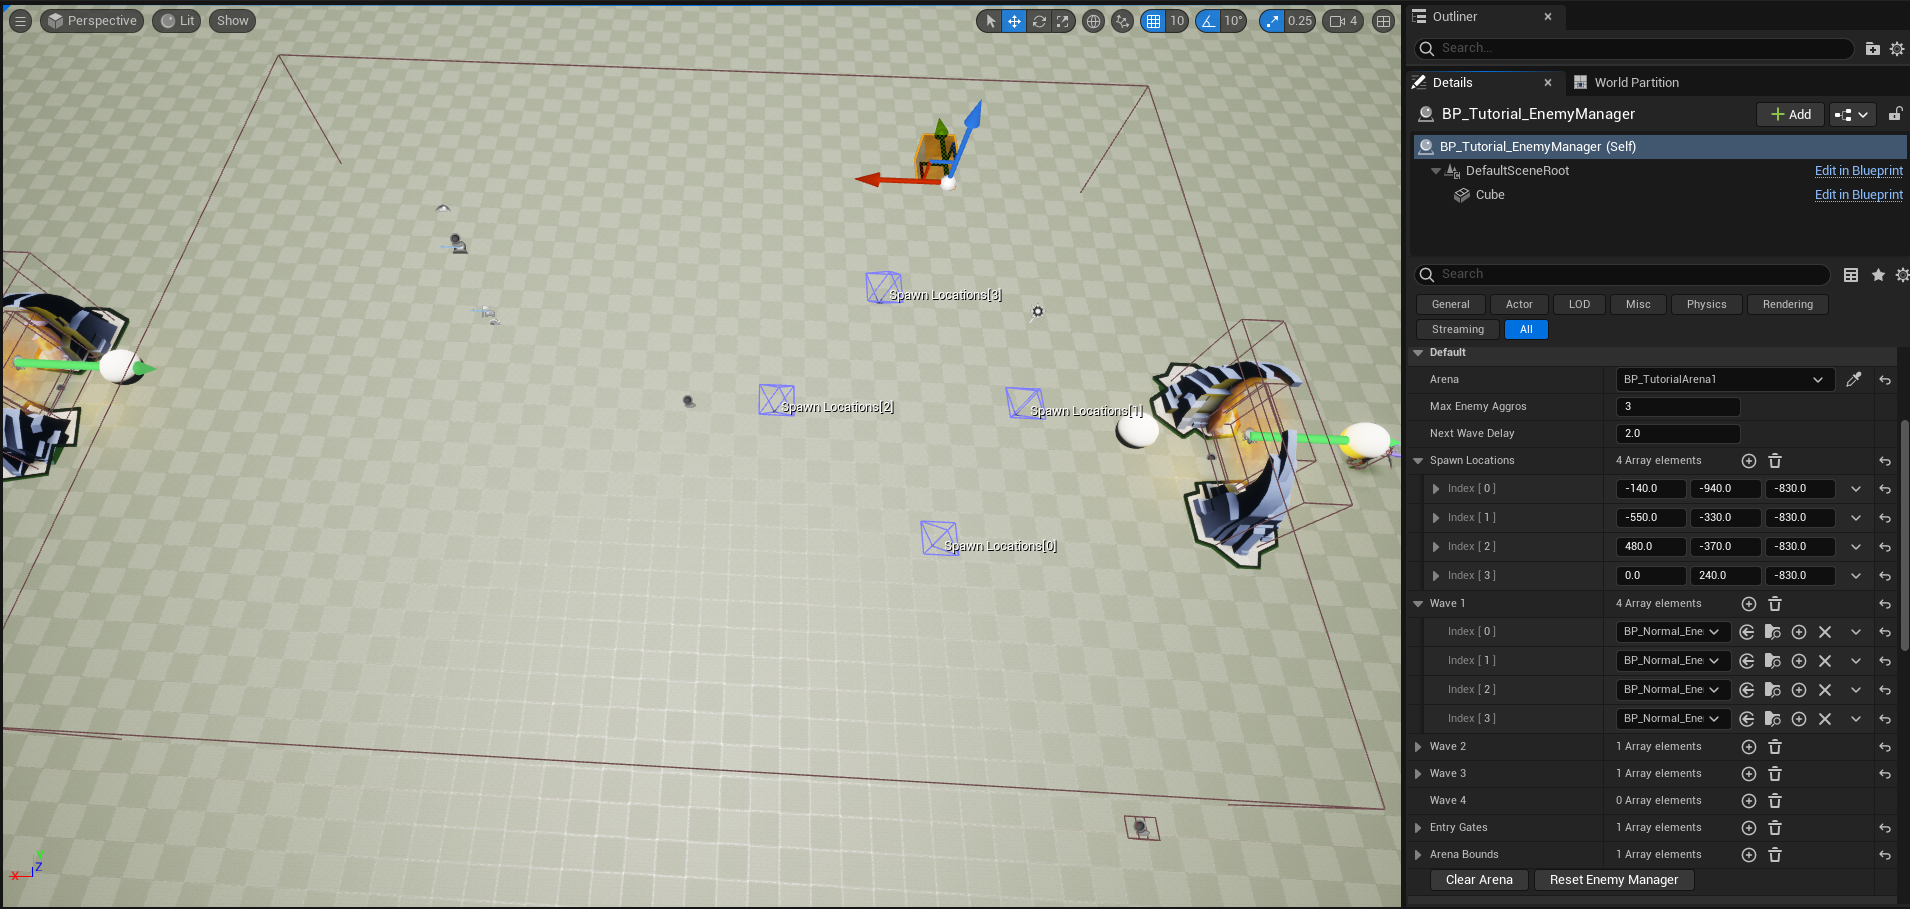 Perspective Lit Show 10 10° 0.25 4
Spawn Locations[3]
Spawn Locations[2]
Spawn Locations[1]
Spawn Locations[0]
X Y Z
Outliner
Search...
Details World Partition
BP_Tutorial_EnemyManager Add
BP_Tutorial_EnemyManager (Self)
DefaultSceneRoot Edit in Blueprint
Cube Edit in Blueprint
Search
General Actor LOD Misc Physics Rendering
Streaming All
Default
Arena BP_TutorialArena1
Max Enemy Aggros 3
Next Wave Delay 2.0
Spawn Locations 4 Array elements
Index [ 0 ] -140.0 -940.0 -830.0
Index [ 1 ] -550.0 -330.0 -830.0
Index [ 2 ] 480.0 -370.0 -830.0
Index [ 3 ] 0.0 240.0 -830.0
Wave 1 4 Array elements
Index [ 0 ] BP_Normal_Ene
Index [ 1 ] BP_Normal_Ene
Index [ 2 ] BP_Normal_Ene
Index [ 3 ] BP_Normal_Ene
Wave 2 1 Array elements
Wave 3 1 Array elements
Wave 4 0 Array elements
Entry Gates 1 Array elements
Arena Bounds 1 Array elements
Clear Arena Reset Enemy Manager